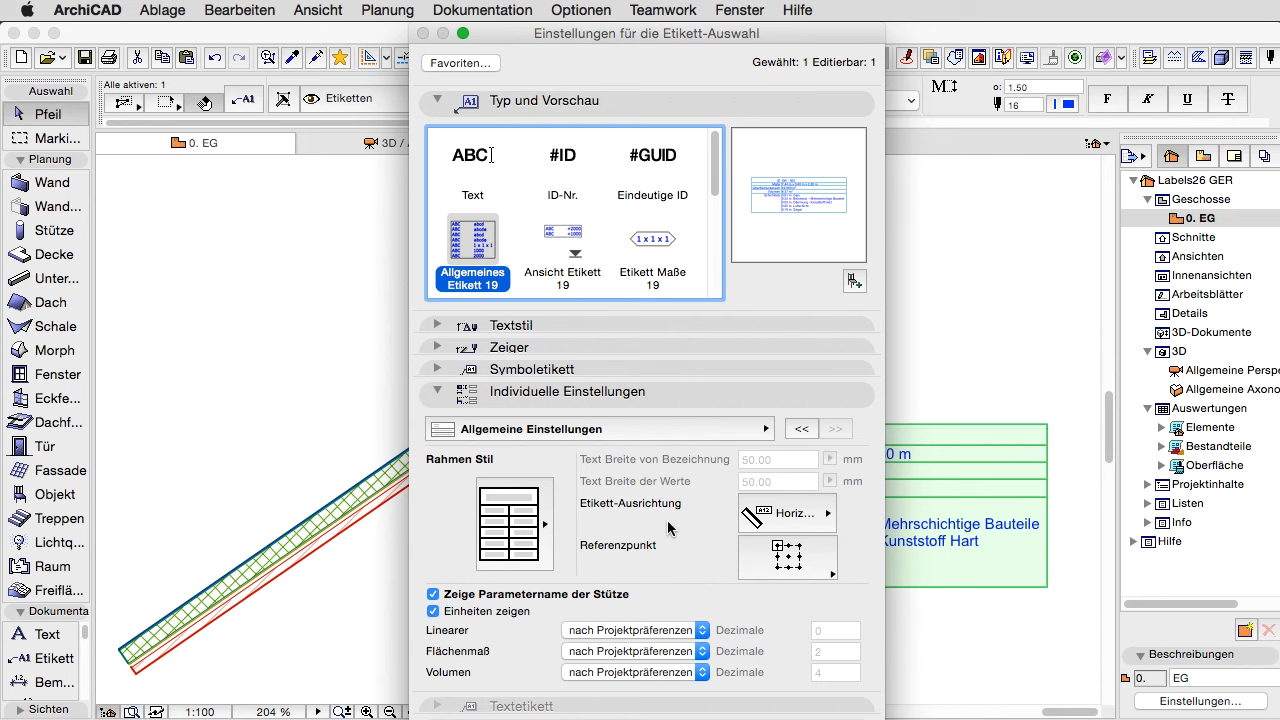 ArchiCAD Ablage Bearbeiten Ansicht Planung Dokumentation Optionen Teamwork Fenster Hilfe
Einstellungen für die Etikett-Auswahl
Favoriten...
Gewählt: 1 Editierbar: 1
Typ und Vorschau
ABC
#ID
#GUID
Text
ID-Nr.
Eindeutige ID
1 x 1 x 1
Allgemeines Etikett 19
Ansicht Etikett 19
Etikett Maße 19
Textstil
Zeiger
Symboletikett
Individuelle Einstellungen
Allgemeine Einstellungen
<<
>>
Rahmen Stil
Text Breite von Bezeichnung 50.00 mm
Text Breite der Werte 50.00 mm
Etikett-Ausrichtung Horiz...
Referenzpunkt
Zeige Parametername der Stütze
Einheiten zeigen
Linearer nach Projektpräferenzen Dezimale 0
Flächenmaß nach Projektpräferenzen Dezimale 2
Volumen nach Projektpräferenzen Dezimale 4
Textetikett
Auswahl
Pfeil
Marki...
Planung
Wand
Wand
Stütze
Decke
Unter...
Dach
Schale
Morph
Fenster
Eckfe...
Dachf...
Tür
Fassade
Objekt
Treppen
Lichtq...
Raum
Freiflä...
Dokumenta
Text
A1 Etikett
Bem...
Sichten
Alle aktiven: 1
A1
Etiketten
0. EG
3D / A
1:100
204 %
M
1.50
16
F K U T
0 m
Mehrschichtige Bauteile
Kunststoff Hart
Labels26 GER
Geschosse
0. EG
Schnitte
Ansichten
Innenansichten
Arbeitsblätter
Details
3D-Dokumente
3D
Allgemeine Perspe
Allgemeine Axono
Auswertungen
Elemente
Bestandteile
Oberfläche
Projektinhalte
Listen
Info
Hilfe
Beschreibungen
0. EG
Einstellungen...